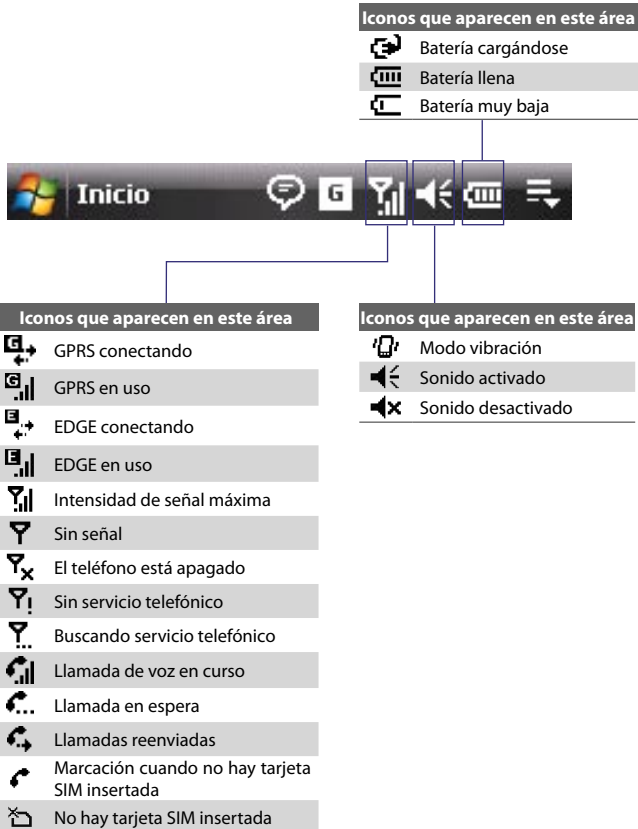 Iconos que aparecen en este área
Batería cargándose
Batería llena
Batería muy baja
Inicio
G
Iconos que aparecen en este área
GPRS conectando
GPRS en uso
EDGE conectando
EDGE en uso
Intensidad de señal máxima
Sin señal
El teléfono está apagado
Sin servicio telefónico
Buscando servicio telefónico
Llamada de voz en curso
Llamada en espera
Llamadas reenviadas
Marcación cuando no hay tarjeta
SIM insertada
No hay tarjeta SIM insertada
Iconos que aparecen en este área
Modo vibración
Sonido activado
Sonido desactivado